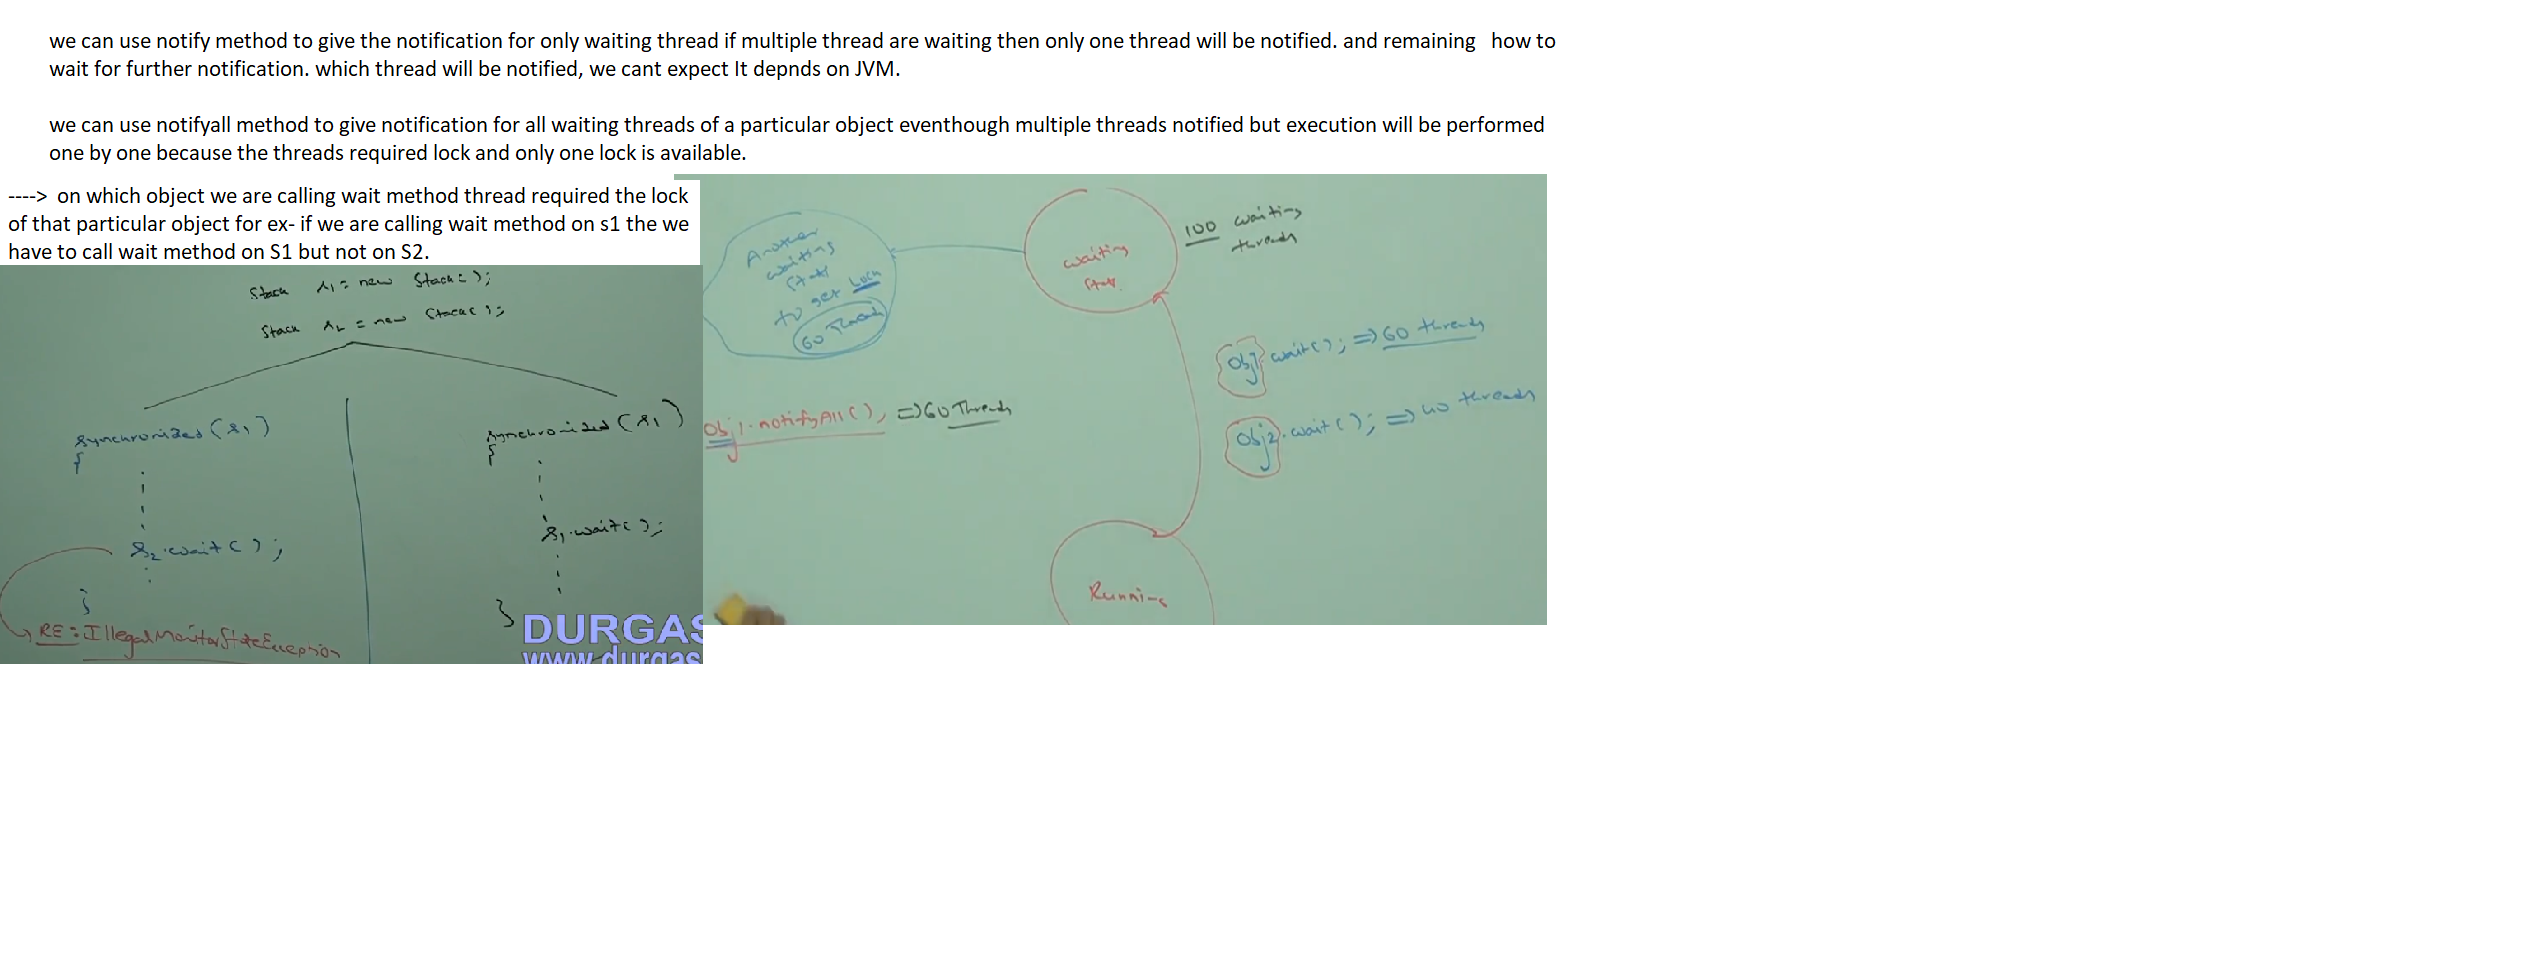 we can use notify method to give the notification for only waiting thread if multiple thread are waiting then only one thread will be notified. and remaining how to
wait for further notification. which thread will be notified, we cant expect It depnds on JVM.
we can use notifyall method to give notification for all waiting threads of a particular object eventhough multiple threads notified but execution will be performed
one by one because the threads required lock and only one lock is available.
----> on which object we are calling wait method thread required the lock
of that particular object for ex- if we are calling wait method on s1 the we
have to call wait method on S1 but not on S2.
Stack s1 = new Stack();
Stack s2 = new Stack();
synchronized(s1)
{
s2.wait();
}
RE: IllegalMonitorStateException
synchronized(s1)
{
s1.wait();
}
DURGAS
www.durgas
Another
waiting
state
to get Lock
60 Threads
waiting
state
100 waiting
threads
obj1.wait(); => 60 threads
obj2.wait(); => 40 threads
obj1.notifyAll(); => 60 Threads
Running